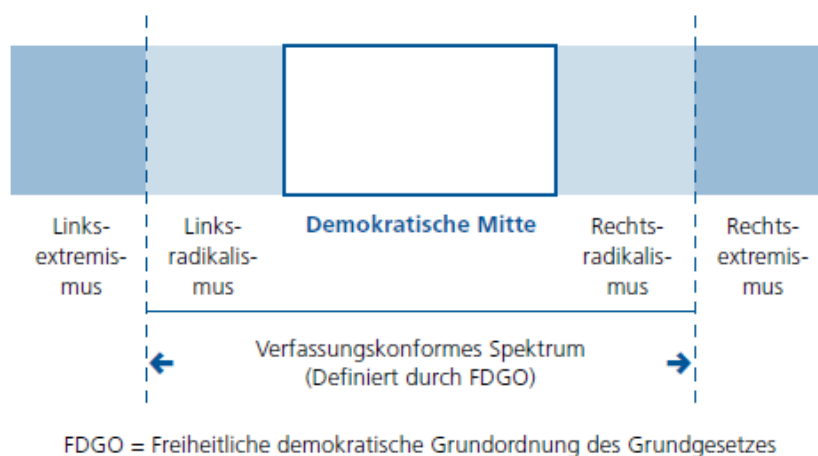 Links-
extremis-
mus
Links-
radikalis-
mus
Demokratische Mitte
Rechts-
radikalis-
mus
Rechts-
extremis-
mus
Verfassungskonformes Spektrum
(Definiert durch FDGO)
FDGO = Freiheitliche demokratische Grundordnung des Grundgesetzes